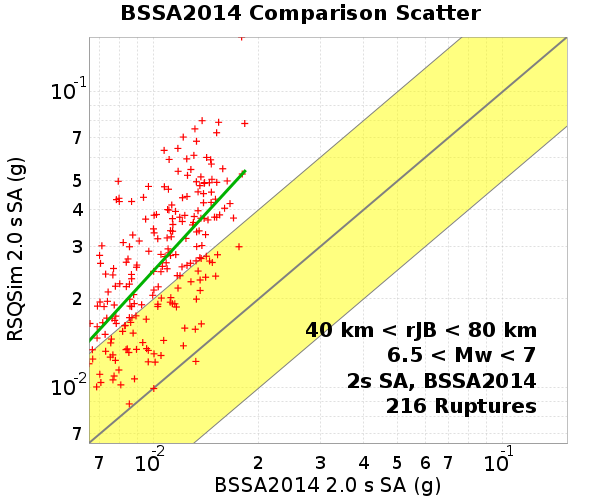 BSSA2014 Comparison Scatter
RSQSim 2.0 s SA (g)
10-1
7
5
4
3
2
10-2
7
40 km < rJB < 80 km
6.5 < Mw < 7
2s SA, BSSA2014
216 Ruptures
7 10-2 2 3 4 5 6 7 10-1
BSSA2014 2.0 s SA (g)